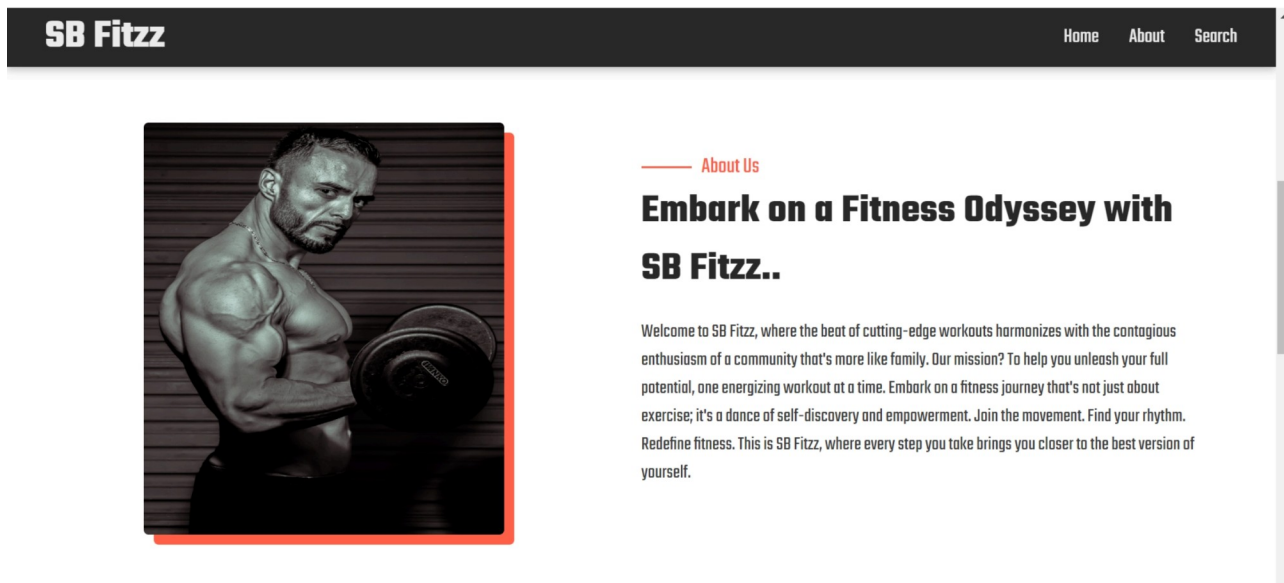 SB Fitzz
Home About Search
About Us
Embark on a Fitness Odyssey with
SB Fitzz..
Welcome to SB Fitzz, where the beat of cutting-edge workouts harmonizes with the contagious
enthusiasm of a community that's more like family. Our mission? To help you unleash your full
potential, one energizing workout at a time. Embark on a fitness journey that's not just about
exercise; it's a dance of self-discovery and empowerment. Join the movement. Find your rhythm.
Redefine fitness. This is SB Fitzz, where every step you take brings you closer to the best version of
yourself.